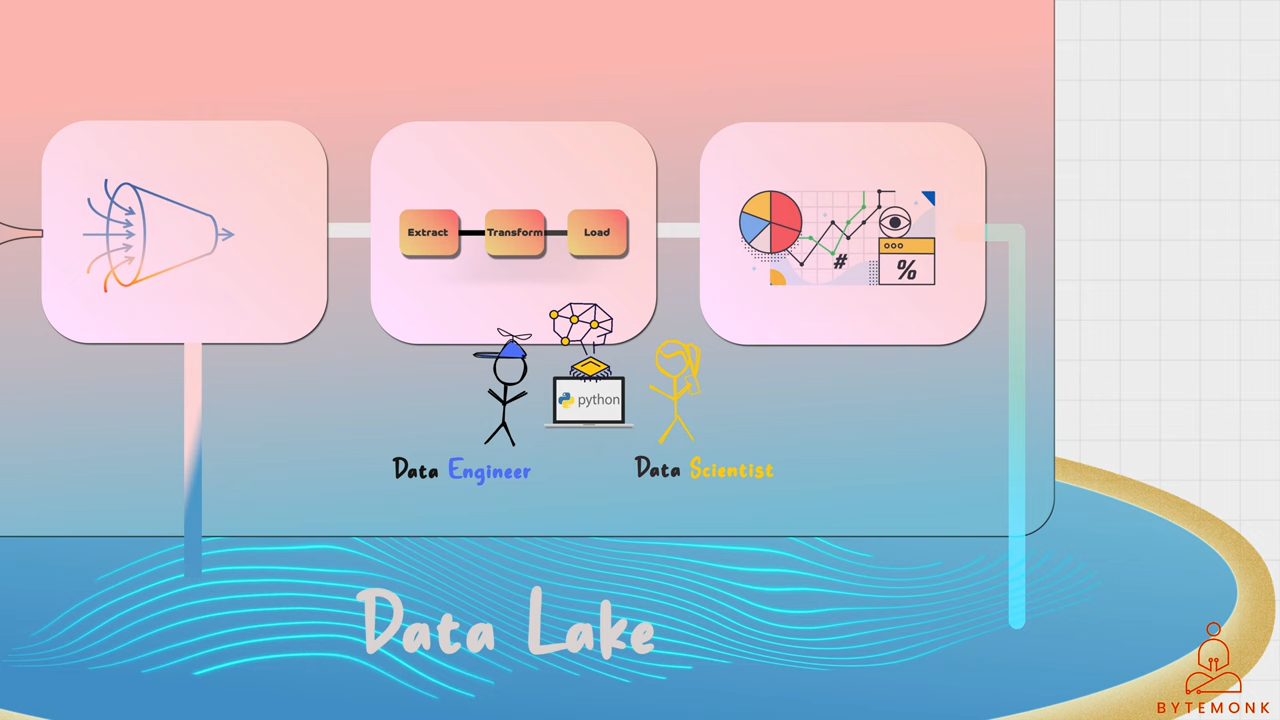 Extract Transform Load
#
%
python
Data Engineer
Data Scientist
Data Lake
BYTEMONK